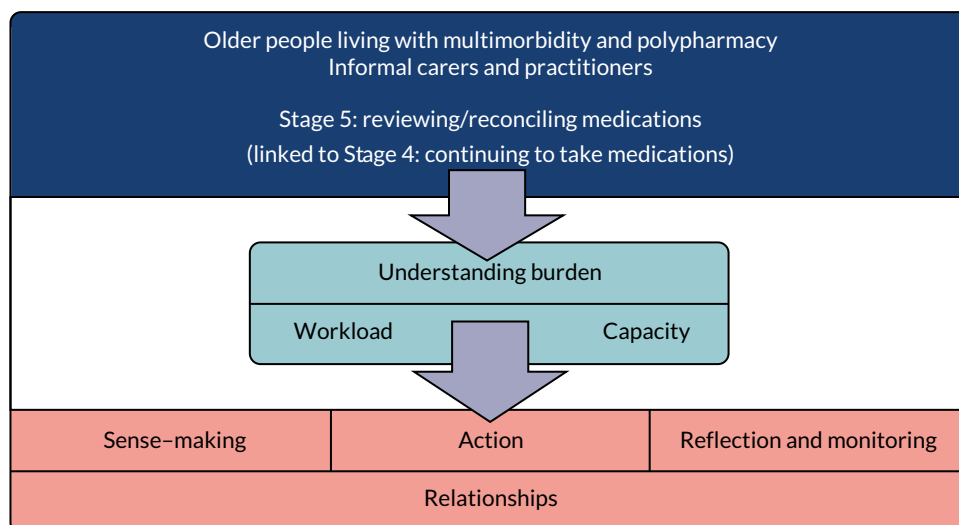 Older people living with multimorbidity and polypharmacy
Informal carers and practitioners
Stage 5: reviewing/reconciling medications
(linked to Stage 4: continuing to take medications)
Understanding burden
Workload
Capacity
Sense–making
Action
Reflection and monitoring
Relationships